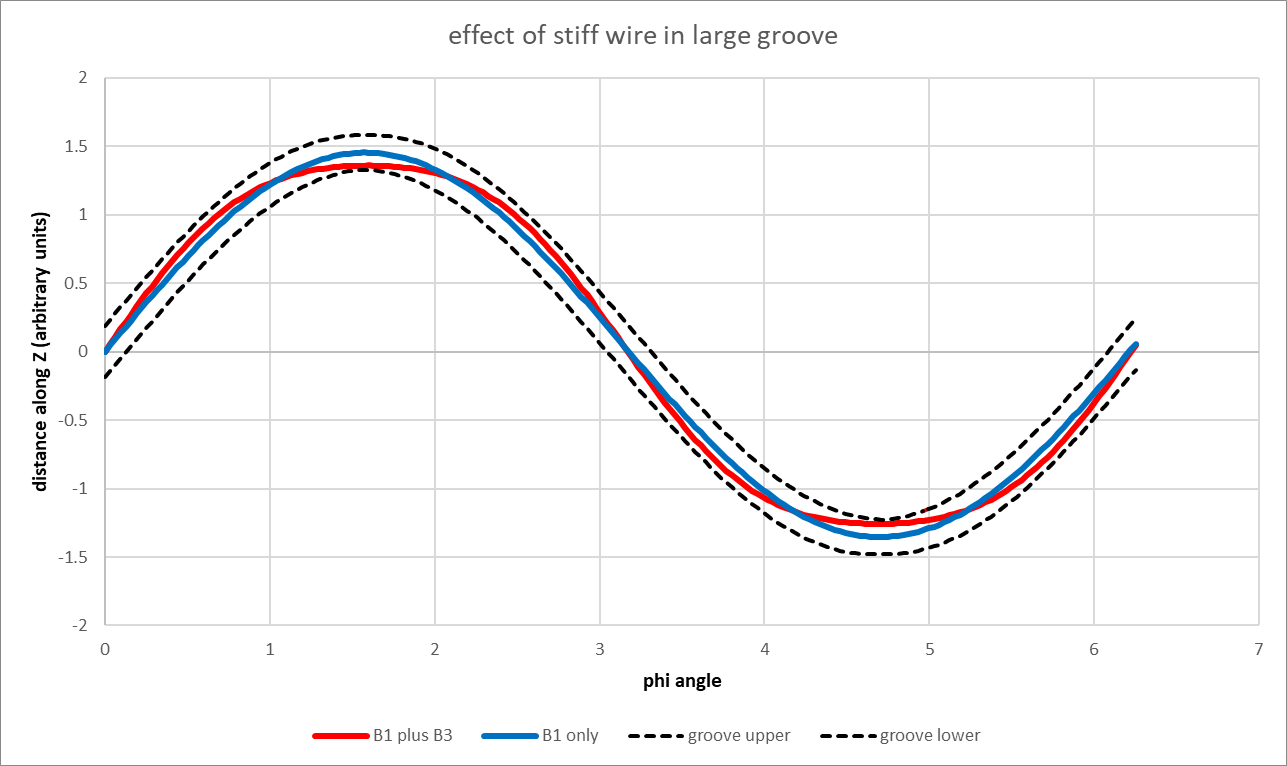 effect of stiff wire in large groove
2
1.5
1
0.5
0
-0.5
-1
-1.5
-2
distance along Z (arbitrary units)
0 1 2 3 4 5 6 7
phi angle
B1 plus B3 B1 only groove upper groove lower